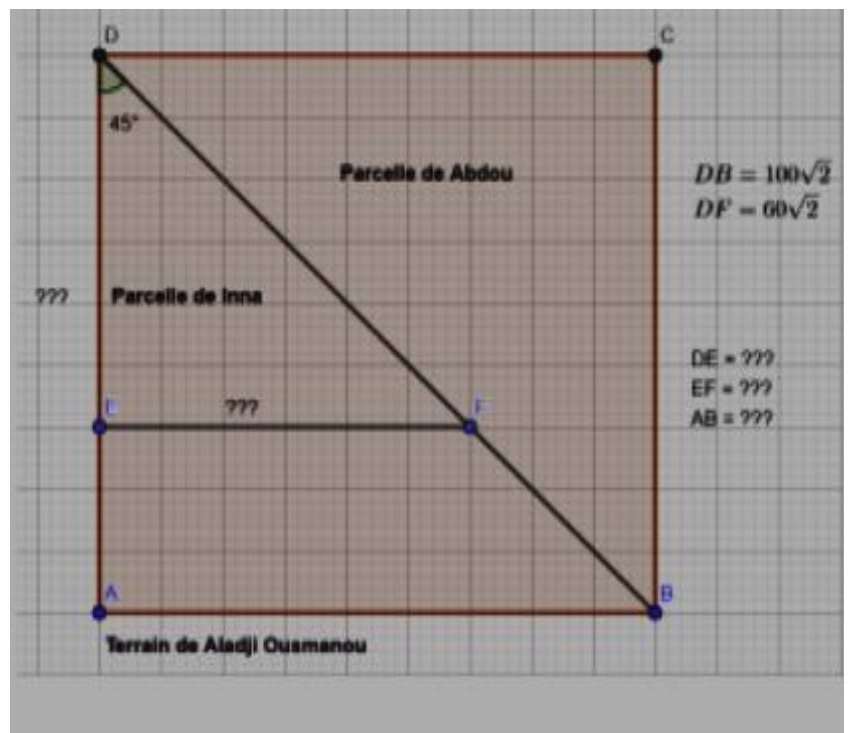 D
C
45°
Parcelle de Abdou
DB = 100√2
DF = 60√2
???
Parcelle de Inna
DE = ???
EF = ???
AB = ???
E
???
F
A
B
Terrain de Aladji Ousmanou